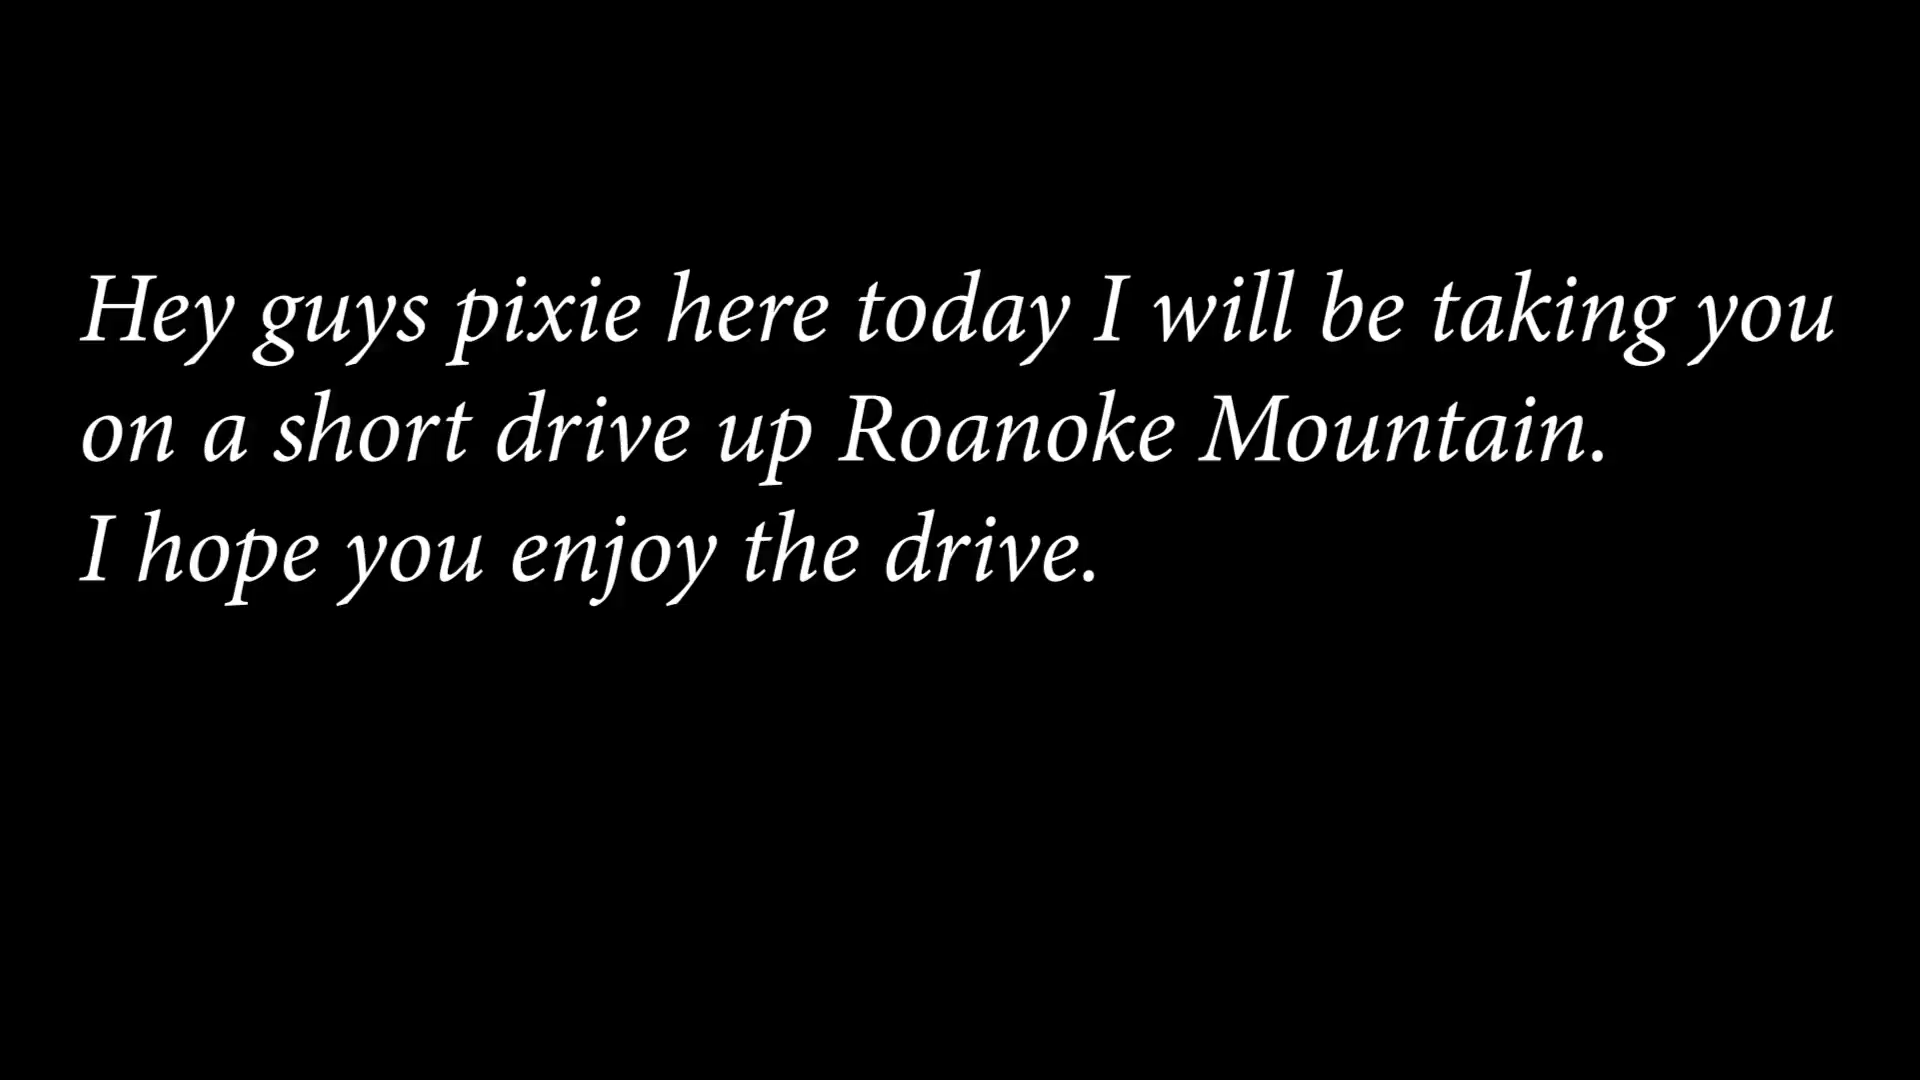 Hey guys pixie here today I will be taking you
on a short drive up Roanoke Mountain.
I hope you enjoy the drive.